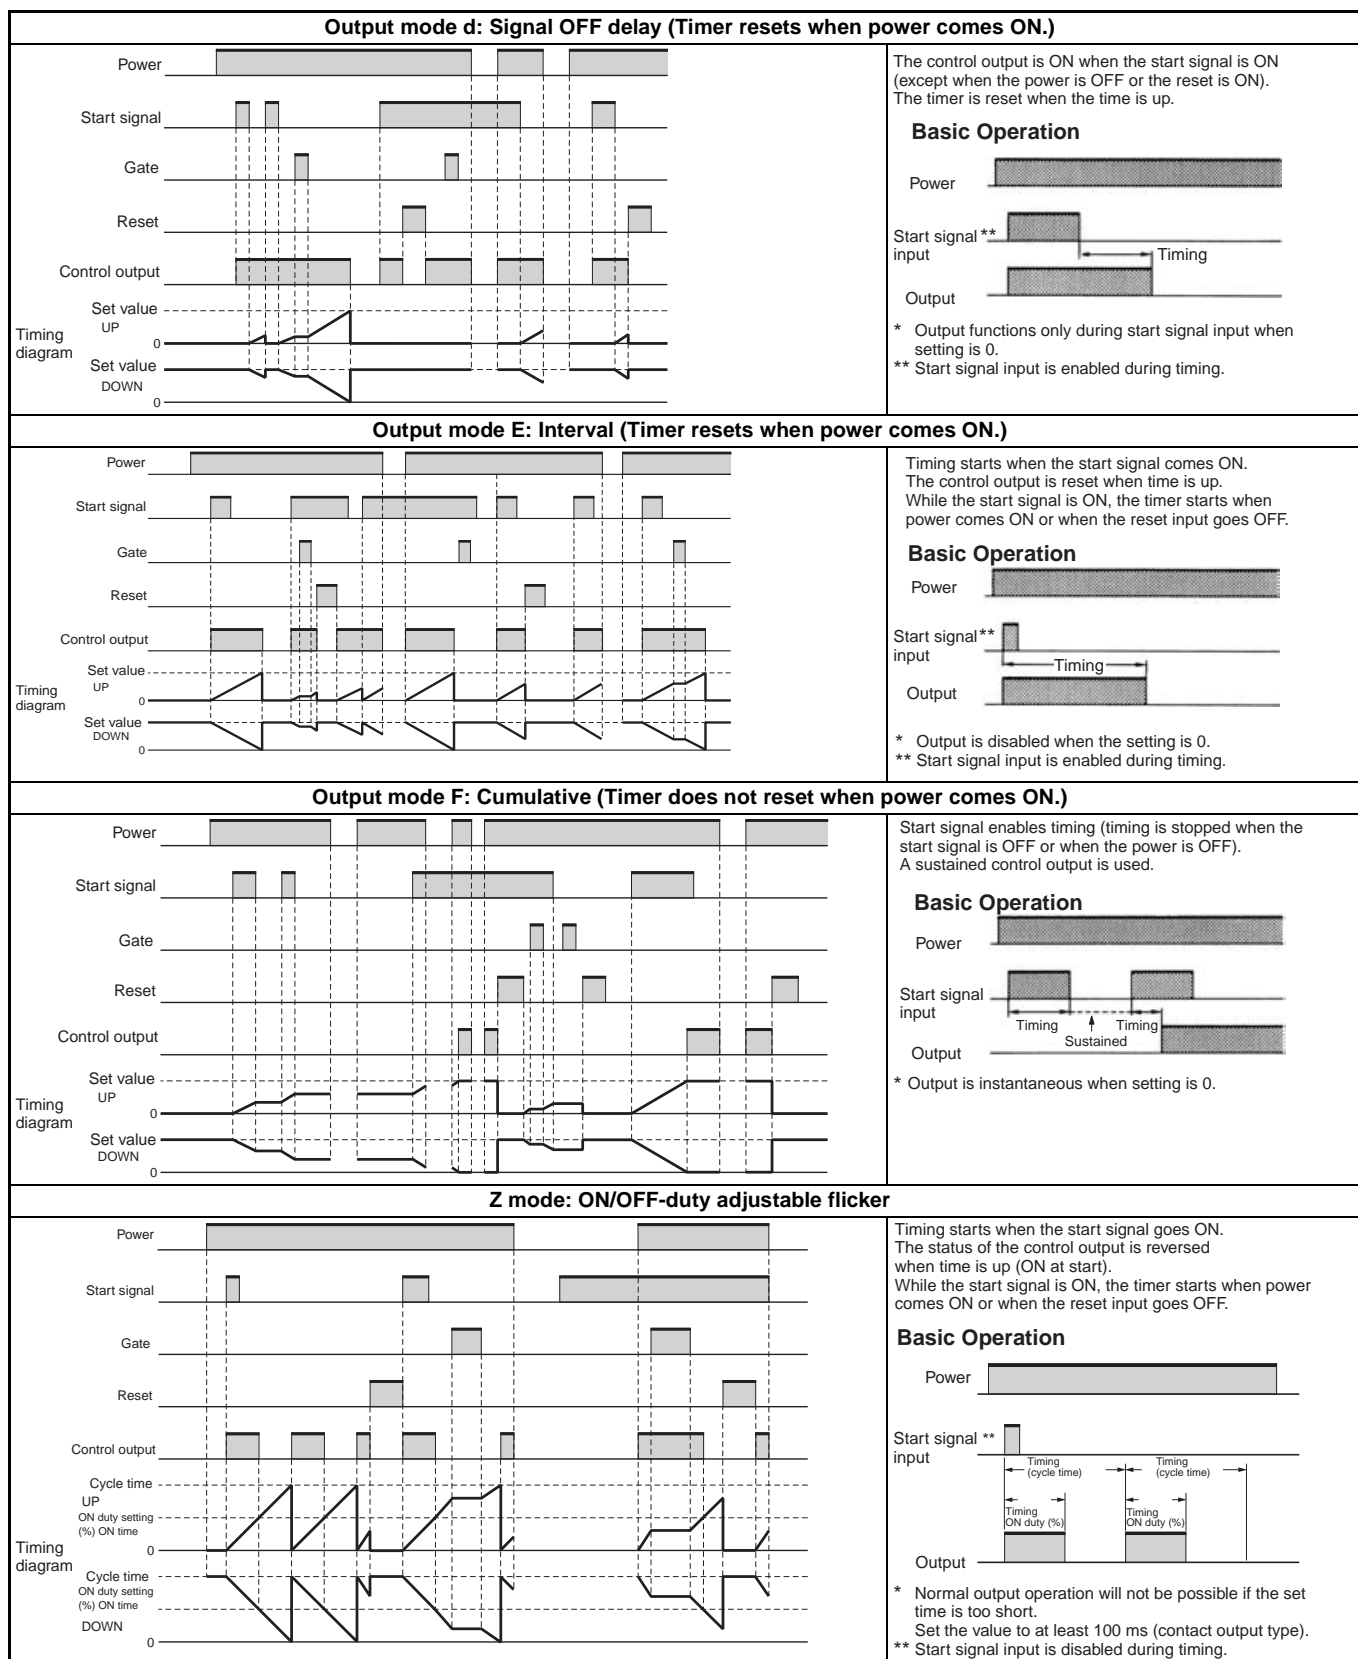 Output mode d: Signal OFF delay (Timer resets when power comes ON.)
Power
Start signal
Gate
Reset
Control output
Set value
UP
Timing
diagram
0
Set value
DOWN
0
The control output is ON when the start signal is ON
(except when the power is OFF or the reset is ON).
The timer is reset when the time is up.
Basic Operation
Power
Start signal **
input
Timing
Output
* Output functions only during start signal input when
setting is 0.
** Start signal input is enabled during timing.
Output mode E: Interval (Timer resets when power comes ON.)
Power
Start signal
Gate
Reset
Control output
Set value
UP
Timing
diagram
0
Set value
DOWN
0
Timing starts when the start signal comes ON.
The control output is reset when time is up.
While the start signal is ON, the timer starts when
power comes ON or when the reset input goes OFF.
Basic Operation
Power
Start signal **
input
Timing
Output
* Output is disabled when the setting is 0.
** Start signal input is enabled during timing.
Output mode F: Cumulative (Timer does not reset when power comes ON.)
Power
Start signal
Gate
Reset
Control output
Set value
UP
Timing
diagram
0
Set value
DOWN
0
Start signal enables timing (timing is stopped when the
start signal is OFF or when the power is OFF).
A sustained control output is used.
Basic Operation
Power
Start signal
input
Timing Timing
Sustained
Output
* Output is instantaneous when setting is 0.
Z mode: ON/OFF-duty adjustable flicker
Power
Start signal
Gate
Reset
Control output
Cycle time
UP
ON duty setting
(%) ON time
Timing
diagram
0
Cycle time
ON duty setting
(%) ON time
DOWN
0
Timing starts when the start signal goes ON.
The status of the control output is reversed
when time is up (ON at start).
While the start signal is ON, the timer starts when power
comes ON or when the reset input goes OFF.
Basic Operation
Power
Start signal **
input
Timing
(cycle time)
Timing
(cycle time)
Timing
ON duty (%)
Timing
ON duty (%)
Output
* Normal output operation will not be possible if the set
time is too short.
Set the value to at least 100 ms (contact output type).
** Start signal input is disabled during timing.